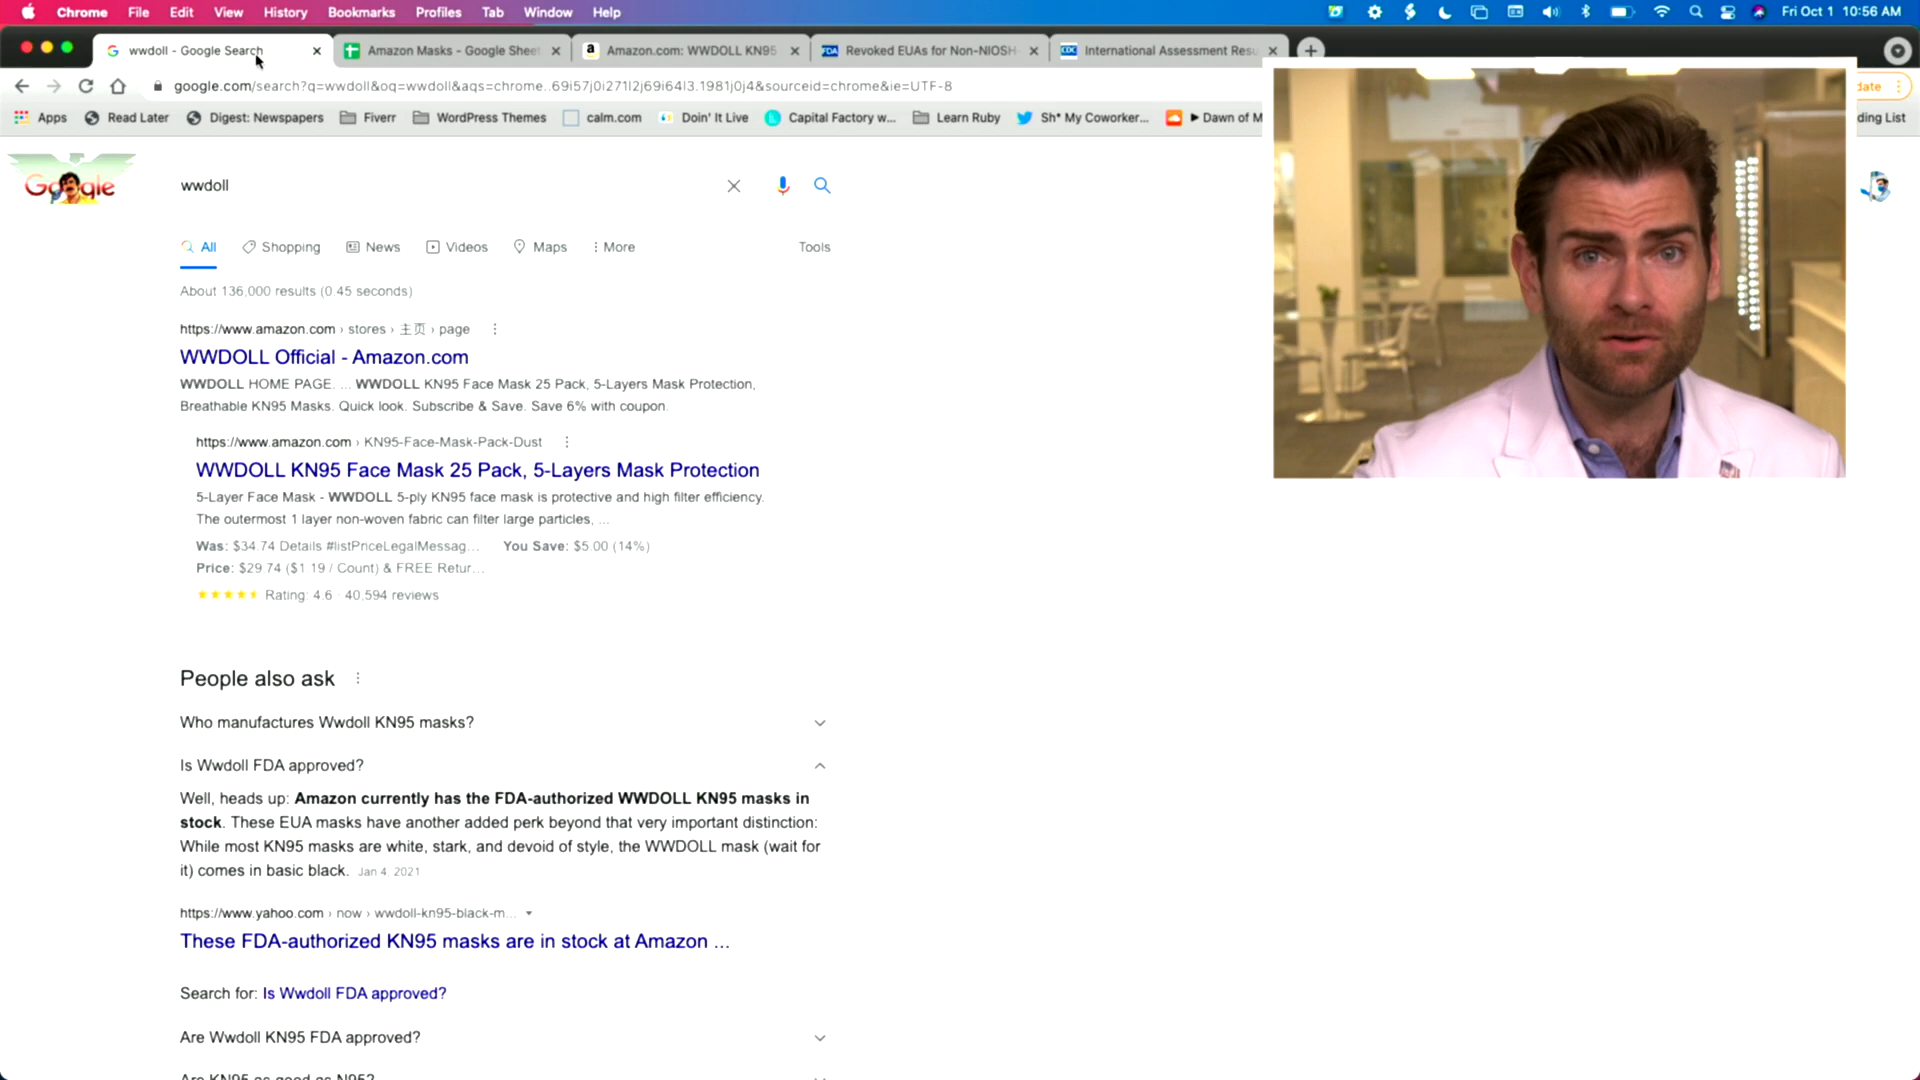 Chrome File Edit View History Bookmarks Profiles Tab Window Help Fri Oct 1 10:56 AM
wwdoll - Google Search Amazon Masks - Google Sheet Amazon.com: WWDOLL KN95 Revoked EUAs for Non-NIOSH International Assessment Resu
google.com/search?q=wwdoll&oq=wwdoll&aqs=chrome..69i57j0i271l2j69i64l3.1981j0j4&sourceid=chrome&ie=UTF-8 date
Apps Read Later Digest: Newspapers Fiverr WordPress Themes calm.com Doin' It Live Capital Factory w... Learn Ruby Sh* My Coworker... ▶ Dawn of M ding List
Google wwdoll
All Shopping News Videos Maps More Tools
About 136,000 results (0.45 seconds)
https://www.amazon.com › stores › 主页 › page
WWDOLL Official - Amazon.com
WWDOLL HOME PAGE. ... WWDOLL KN95 Face Mask 25 Pack, 5-Layers Mask Protection,
Breathable KN95 Masks. Quick look. Subscribe & Save. Save 6% with coupon.
https://www.amazon.com › KN95-Face-Mask-Pack-Dust
WWDOLL KN95 Face Mask 25 Pack, 5-Layers Mask Protection
5-Layer Face Mask - WWDOLL 5-ply KN95 face mask is protective and high filter efficiency.
The outermost 1 layer non-woven fabric can filter large particles, ...
Was: $34.74 Details #listPriceLegalMessag... You Save: $5.00 (14%)
Price: $29.74 ($1.19 / Count) & FREE Retur...
Rating: 4.6 · 40,594 reviews
People also ask
Who manufactures Wwdoll KN95 masks?
Is Wwdoll FDA approved?
Well, heads up: Amazon currently has the FDA-authorized WWDOLL KN95 masks in
stock. These EUA masks have another added perk beyond that very important distinction:
While most KN95 masks are white, stark, and devoid of style, the WWDOLL mask (wait for
it) comes in basic black. Jan 4, 2021
https://www.yahoo.com › now › wwdoll-kn95-black-m...
These FDA-authorized KN95 masks are in stock at Amazon ...
Search for: Is Wwdoll FDA approved?
Are Wwdoll KN95 FDA approved?
Are KN95 as good as N95?